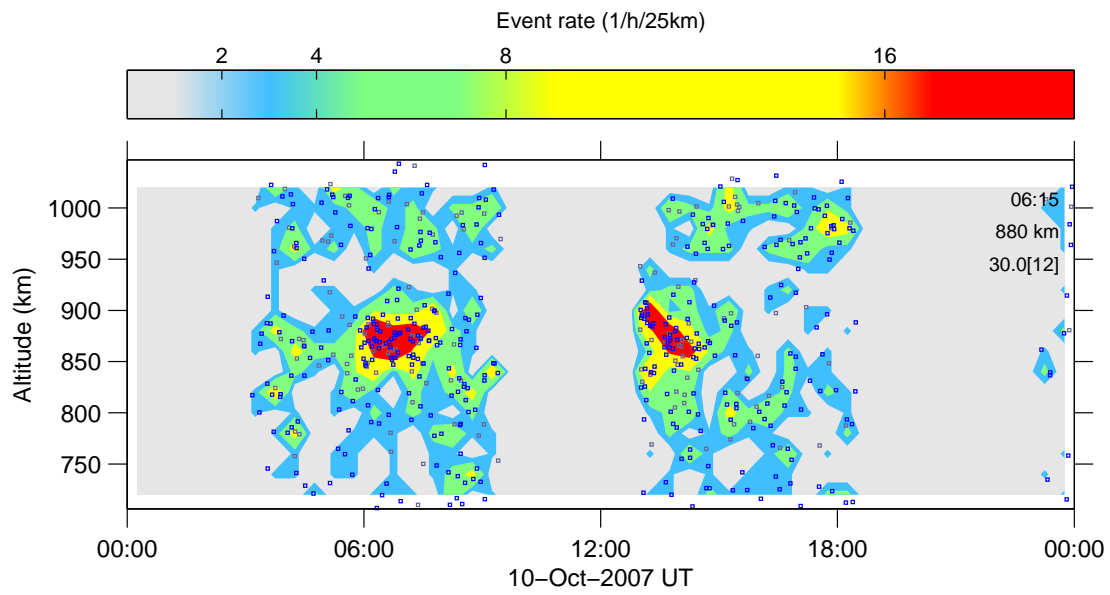 Event rate (1/h/25km)
2 4 8 16
06:15
880 km
30.0[12]
1000
950
900
850
800
750
Altitude (km)
00:00 06:00 12:00 18:00 00:00
10−Oct−2007 UT